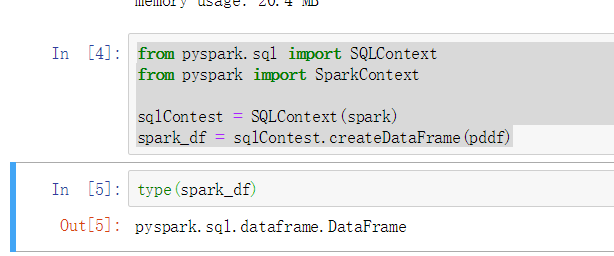 memory usage: 20.4 MB
In [4]: from pyspark.sql import SQLContext
from pyspark import SparkContext
sqlContest = SQLContext(spark)
spark_df = sqlContest.createDataFrame(pddf)
In [5]: type(spark_df)
Out[5]: pyspark.sql.dataframe.DataFrame